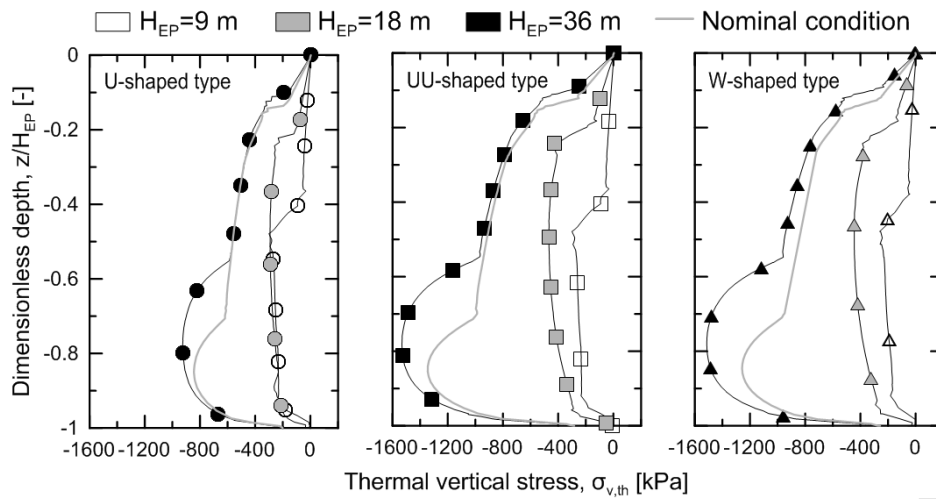 H_EP=9 m H_EP=18 m H_EP=36 m Nominal condition
U-shaped type UU-shaped type W-shaped type
Dimensionless depth, z/H_EP [-]
0
-0.2
-0.4
-0.6
-0.8
-1
-1600 -1200 -800 -400 0 -1600 -1200 -800 -400 0 -1600 -1200 -800 -400 0
Thermal vertical stress, σ_v,th [kPa]